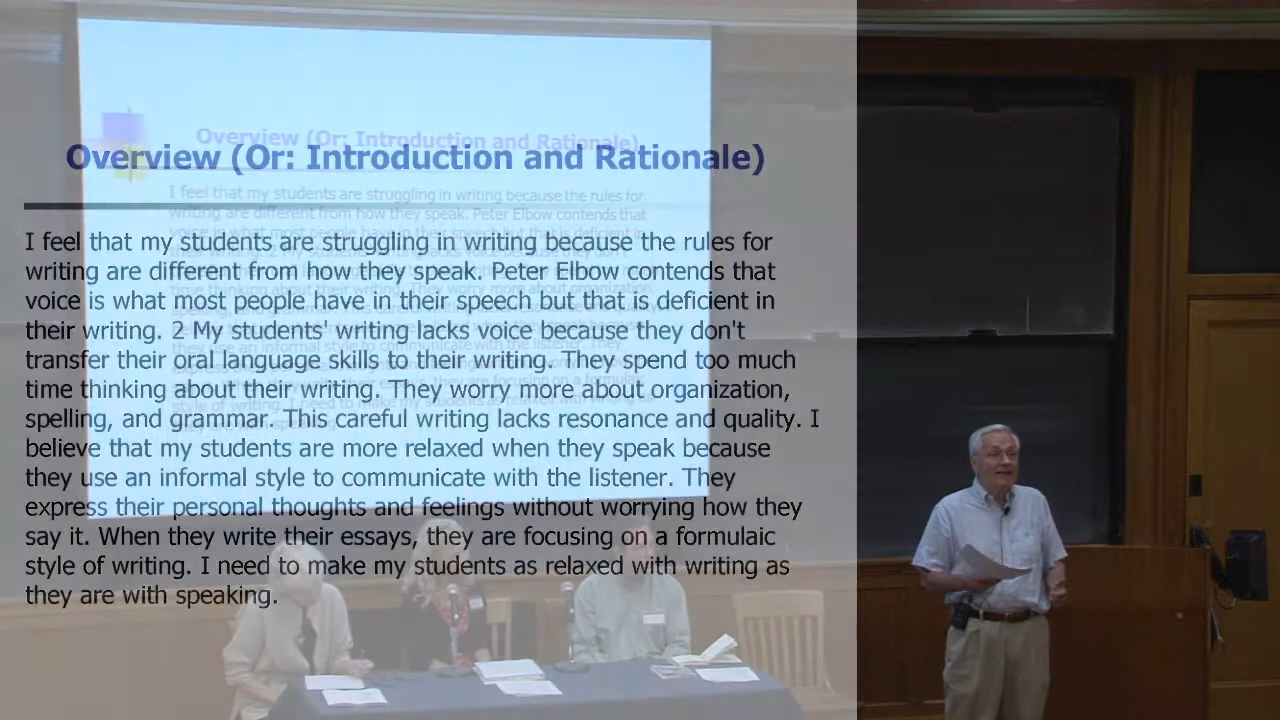 Overview (Or: Introduction and Rationale)
I feel that my students are struggling in writing because the rules for
writing are different from how they speak. Peter Elbow contends that
voice is what most people have in their speech but that is deficient in
their writing. 2 My students' writing lacks voice because they don't
transfer their oral language skills to their writing. They spend too much
time thinking about their writing. They worry more about organization,
spelling, and grammar. This careful writing lacks resonance and quality. I
believe that my students are more relaxed when they speak because
they use an informal style to communicate with the listener. They
express their personal thoughts and feelings without worrying how they
say it. When they write their essays, they are focusing on a formulaic
style of writing. I need to make my students as relaxed with writing as
they are with speaking.